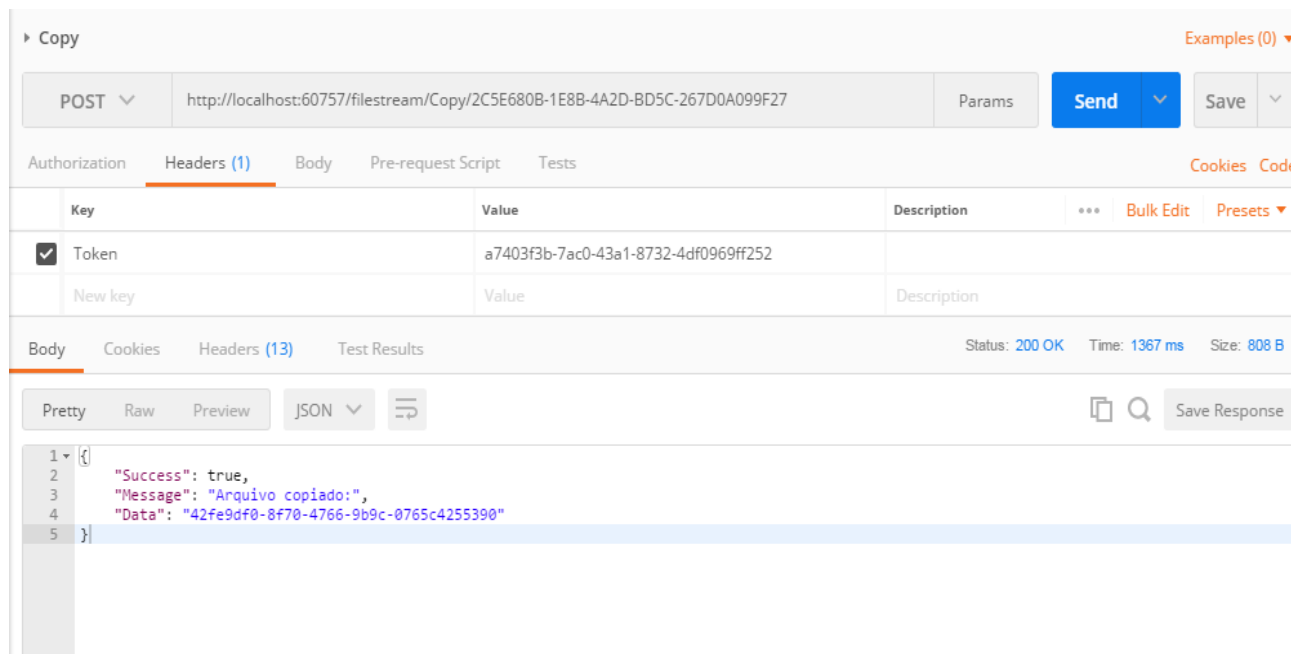 Copy Examples (0)
POST http://localhost:60757/filestream/Copy/2C5E680B-1E8B-4A2D-BD5C-267D0A099F27 Params Send Save
Authorization Headers (1) Body Pre-request Script Tests Cookies Code
Key Value Description ••• Bulk Edit Presets
Token a7403f3b-7ac0-43a1-8732-4df0969ff252
New key Value Description
Body Cookies Headers (13) Test Results Status: 200 OK Time: 1367 ms Size: 808 B
Pretty Raw Preview JSON Save Response
1 {
2 "Success": true,
3 "Message": "Arquivo copiado:",
4 "Data": "42fe9df0-8f70-4766-9b9c-0765c4255390"
5 }